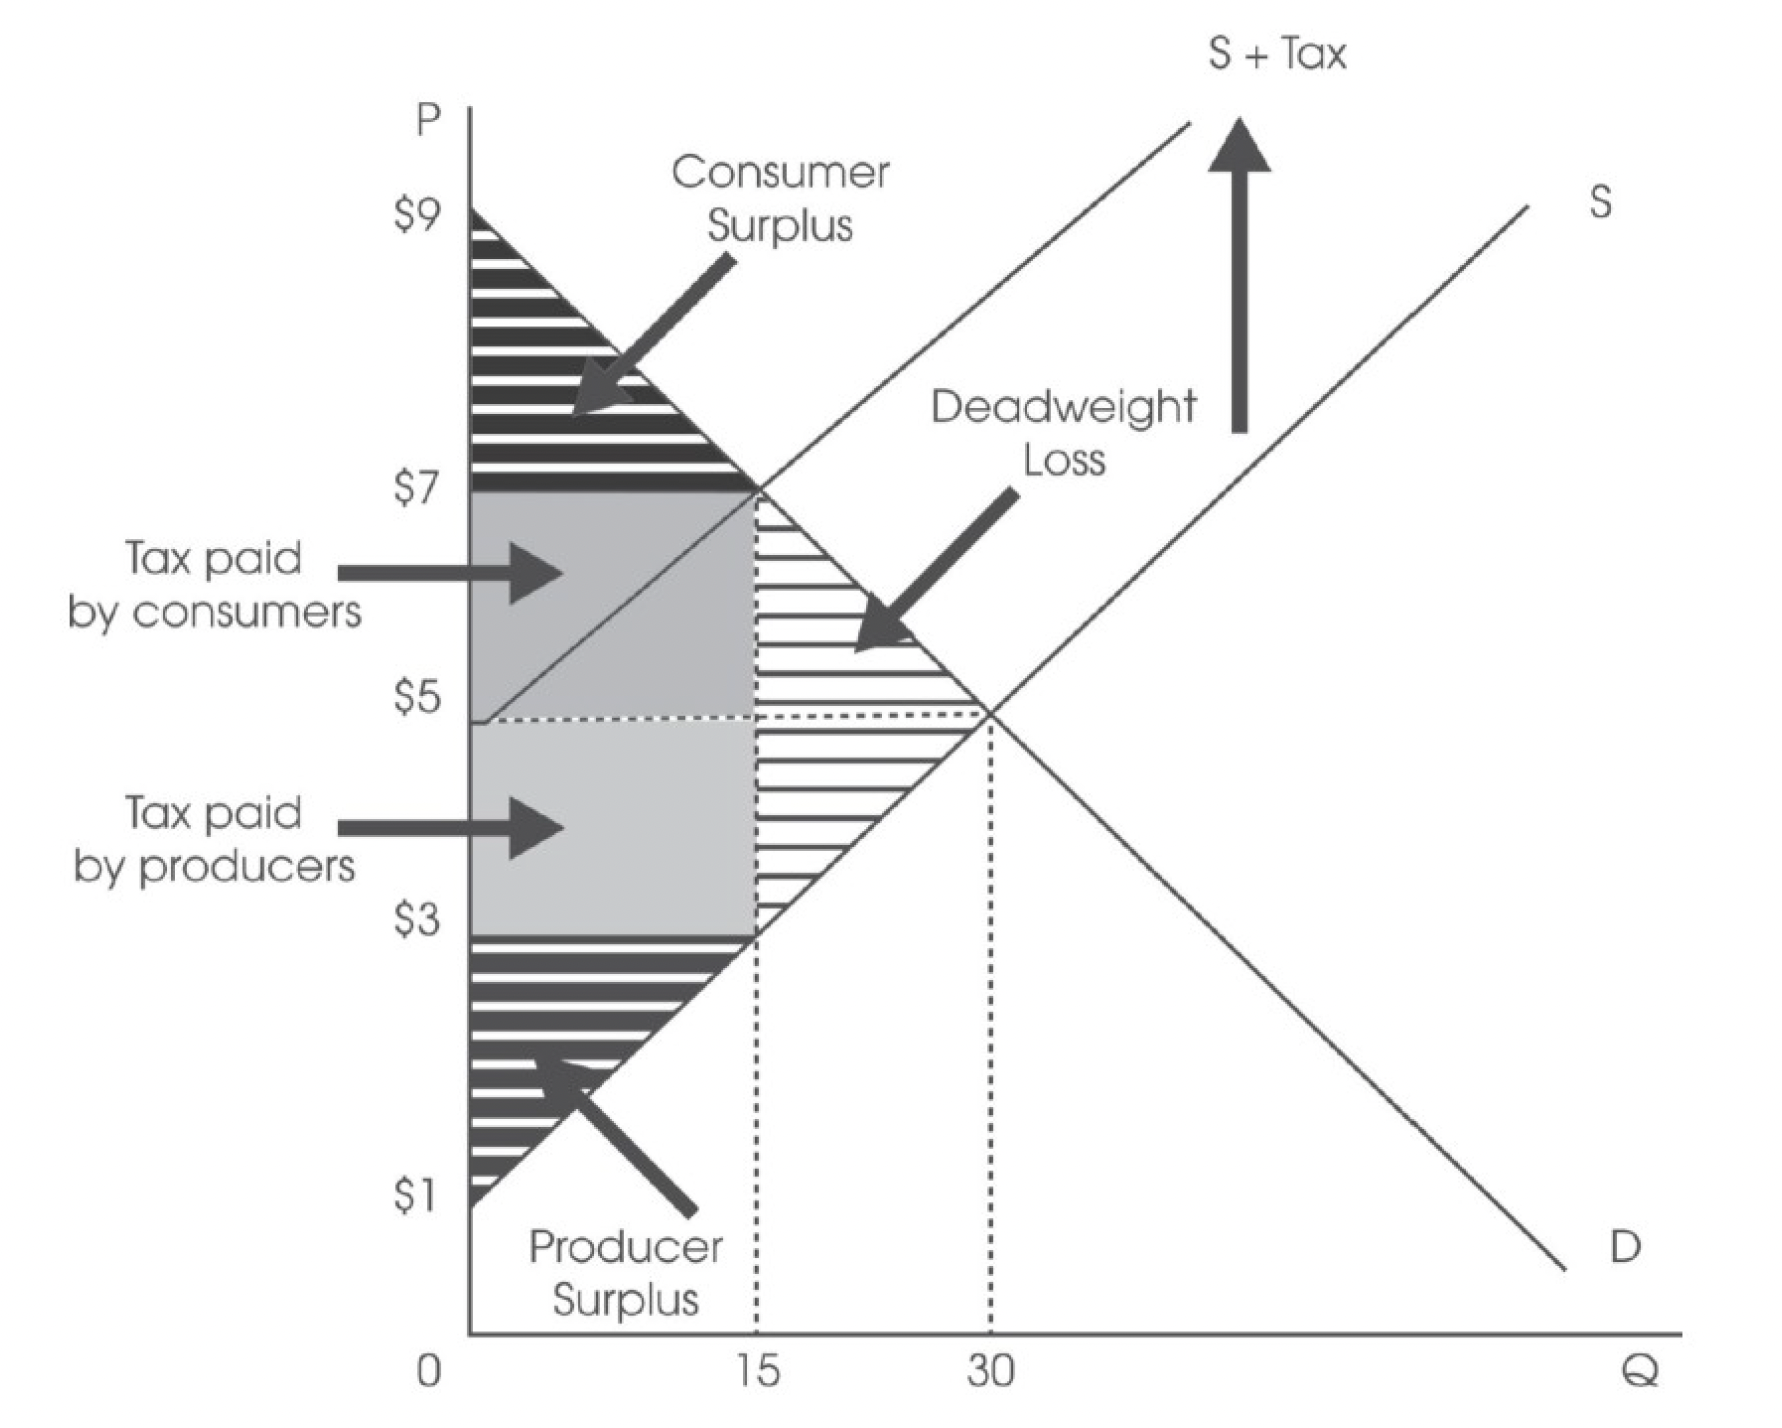 S + Tax
P
Consumer
Surplus
$9
S
Deadweight
Loss
$7
Tax paid
by consumers
$5
Tax paid
by producers
$3
$1
Producer
Surplus
D
0
15
30
Q